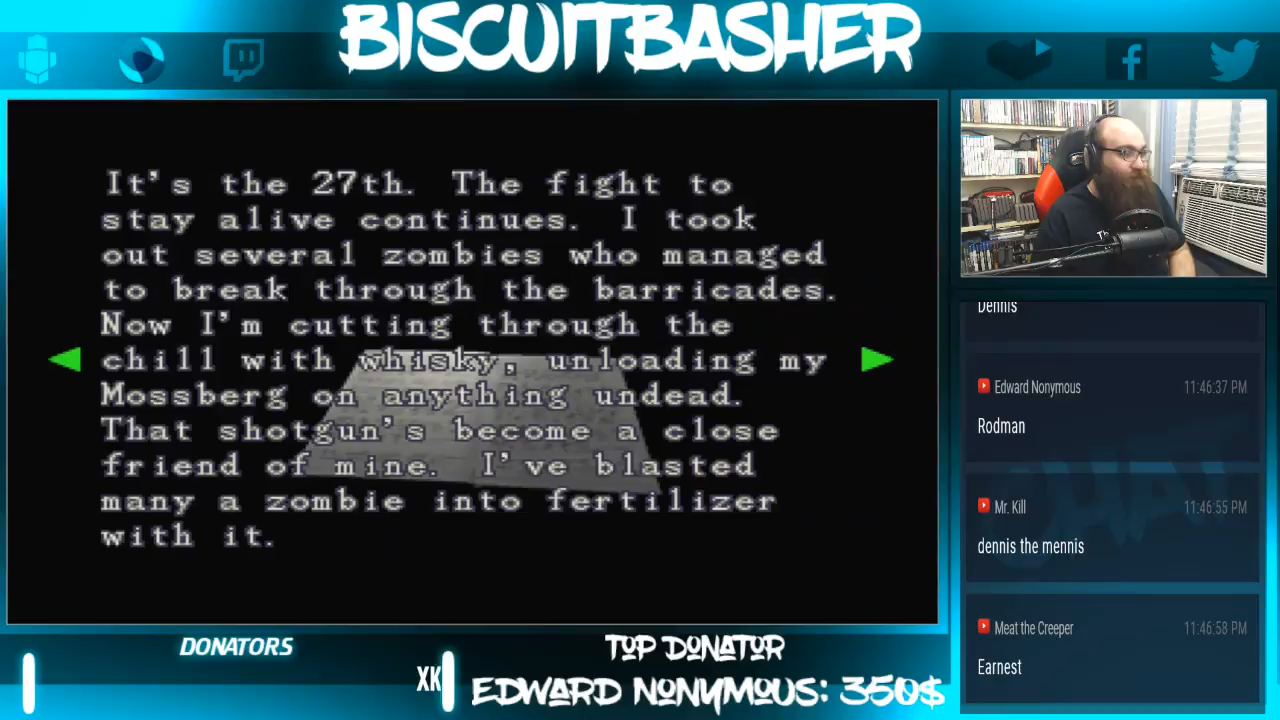 BISCUITBASHER
It's the 27th. The fight to
stay alive continues. I took
out several zombies who managed
to break through the barricades.
Now I'm cutting through the
chill with whisky, unloading my
Mossberg on anything undead.
That shotgun's become a close
friend of mine. I've blasted
many a zombie into fertilizer
with it.
Dennis
Edward Nonymous 11:46:37 PM
Rodman
Mr. Kill 11:46:55 PM
dennis the mennis
Meat the Creeper 11:46:58 PM
Earnest
DONATORS
XK
TOP DONATOR
EDWARD NONYMOUS: 350$